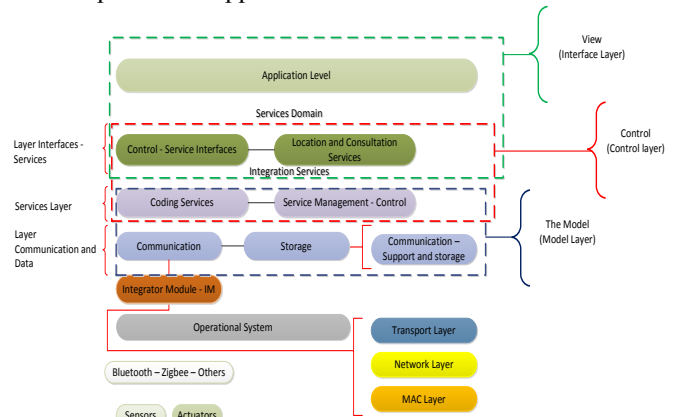 View
(Interface Layer)
Application Level
Services Domain
Control
(Control layer)
Layer Interfaces -
Services
Control - Service Interfaces
Location and Consultation
Services
Integration Services
Services Layer
Coding Services
Service Management - Control
The Model
(Model Layer)
Layer
Communication and
Data
Communication
Storage
Communication –
Support and storage
Integrator Module - IM
Operational System
Transport Layer
Network Layer
Bluetooth – Zigbee – Others
MAC Layer
Sensors
Actuators